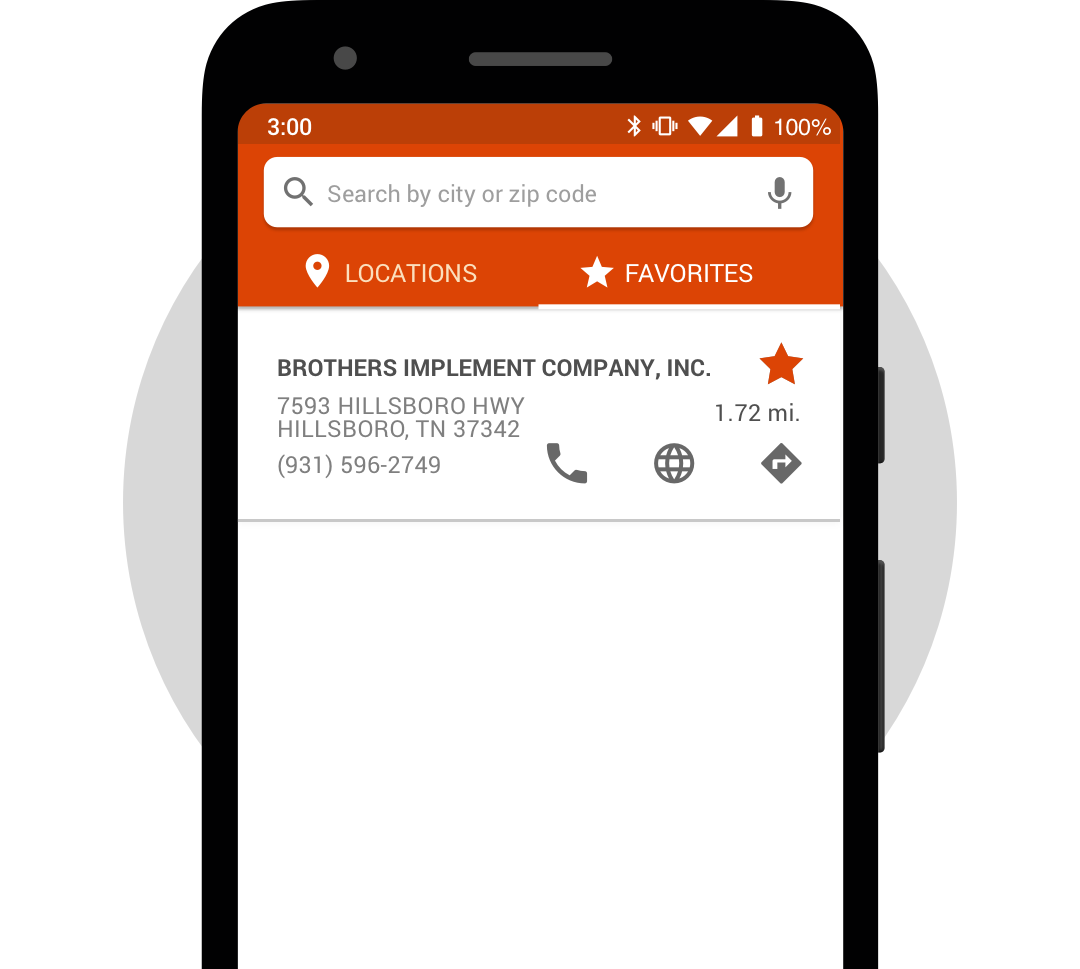 3:00 100%
Search by city or zip code
LOCATIONS FAVORITES
BROTHERS IMPLEMENT COMPANY, INC.
7593 HILLSBORO HWY
1.72 mi.
HILLSBORO, TN 37342
(931) 596-2749